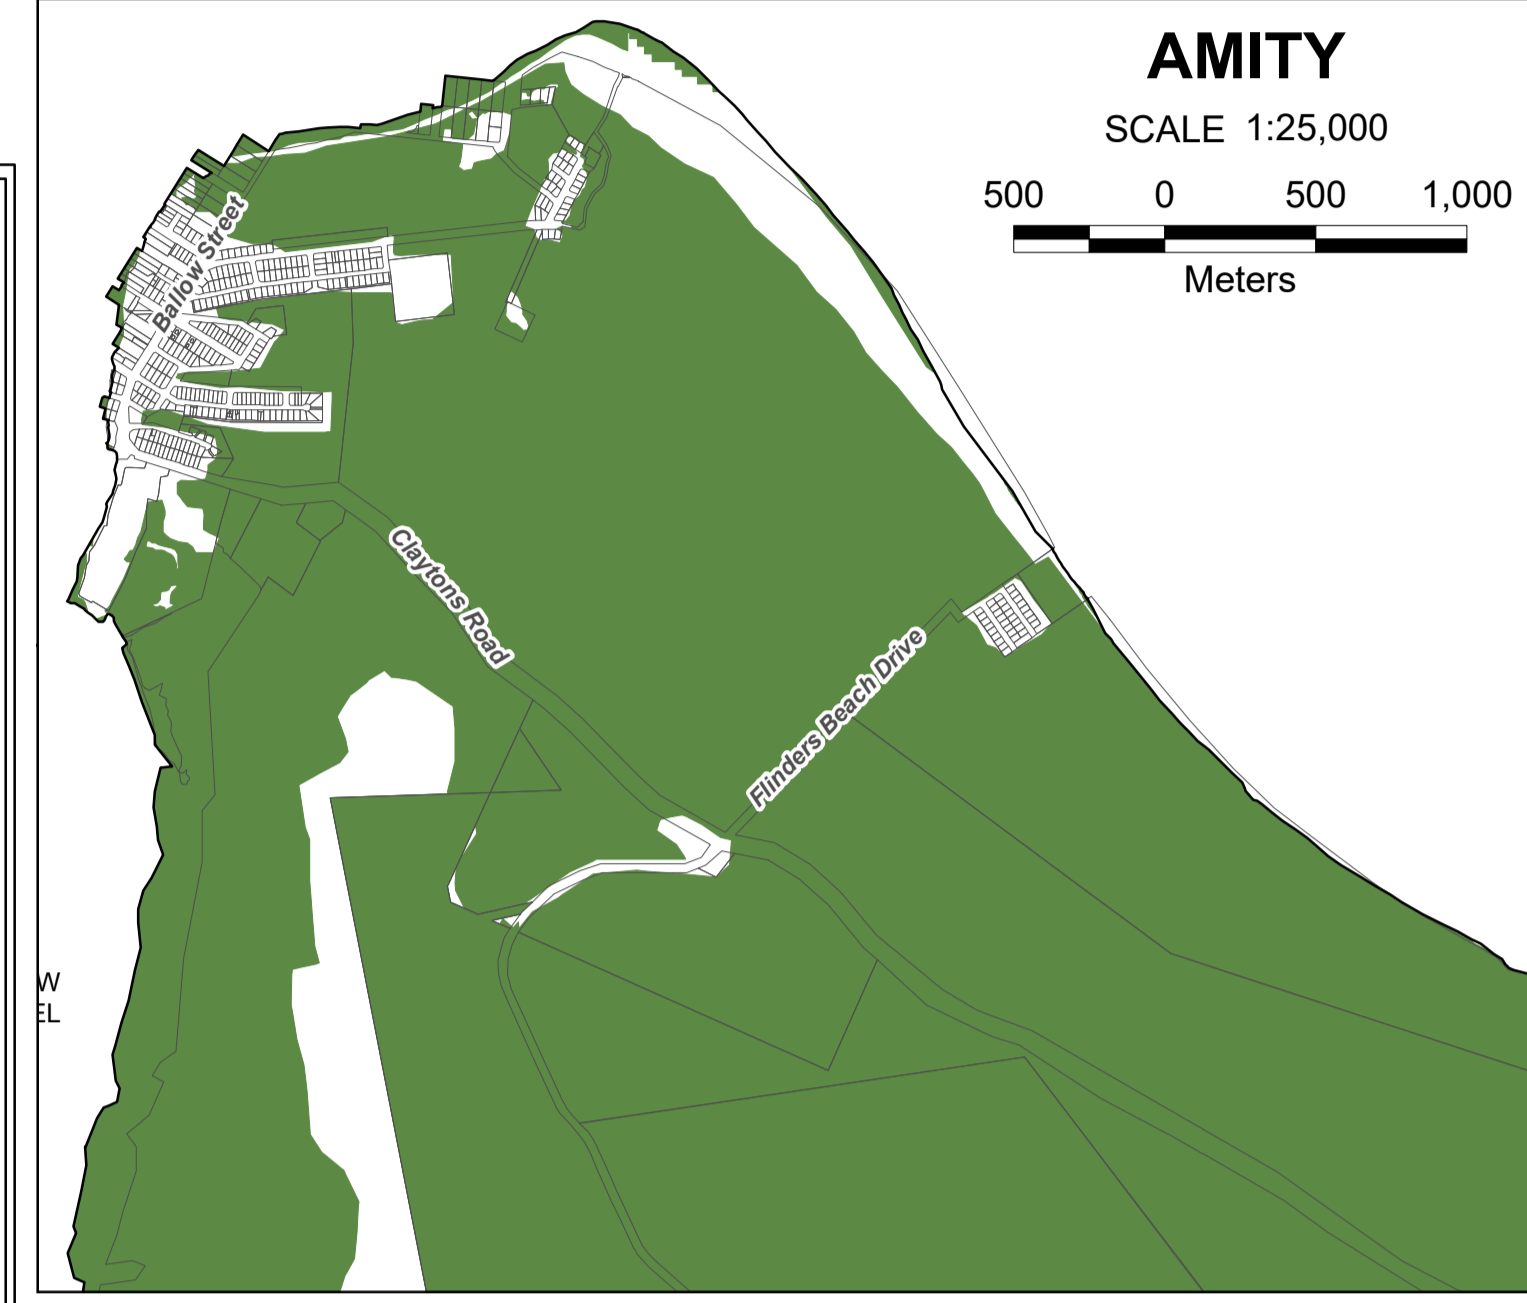 AMITY
SCALE 1:25,000
500 0 500 1,000
Meters
Ballow Street
Claytons Road
Flinders Beach Drive
W
EL